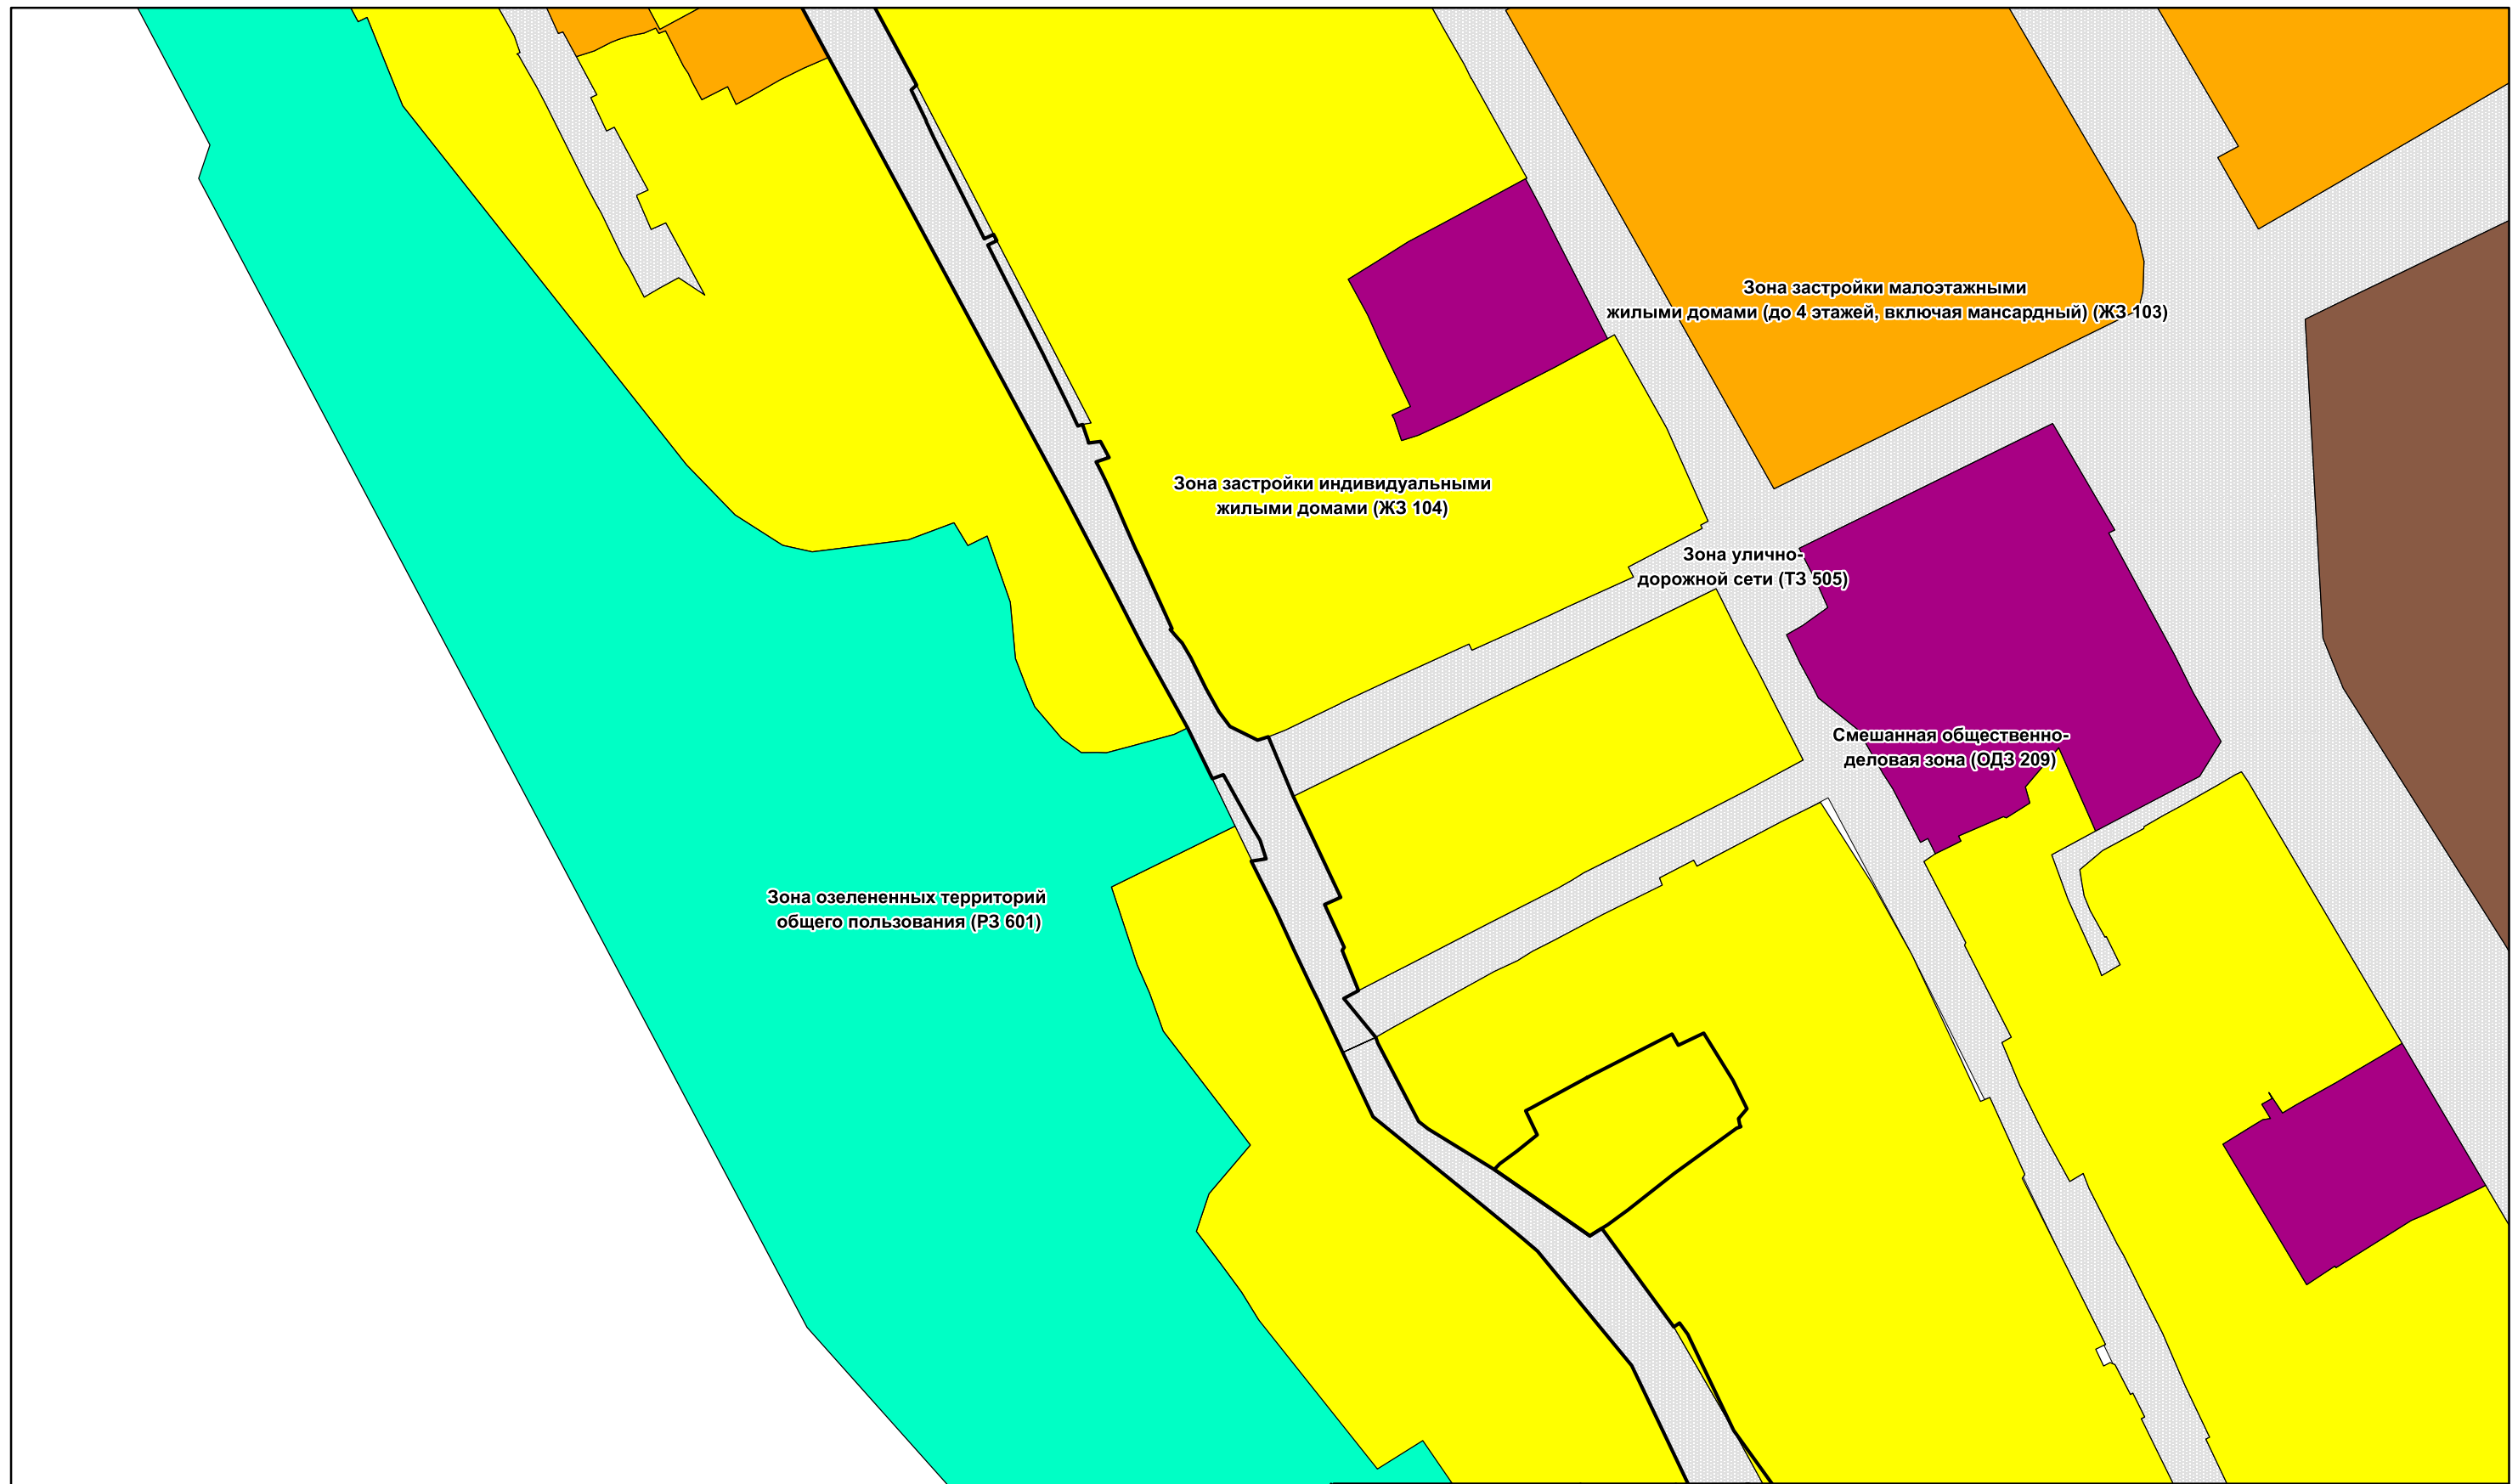 Зона застройки малоэтажными
жилыми домами (до 4 этажей, включая мансардный) (ЖЗ 103)
Зона застройки индивидуальными
жилыми домами (ЖЗ 104)
Зона улично-
дорожной сети (ТЗ 505)
Смешанная общественно-
деловая зона (ОДЗ 209)
Зона озелененных территорий
общего пользования (РЗ 601)